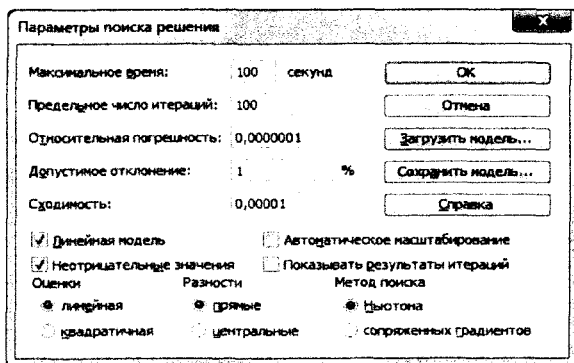 Параметры поиска решения
Максимальное время: 100 секунд OK
Предельное число итераций: 100 Отмена
Относительная погрешность: 0,0000001 Загрузить модель...
Допустимое отклонение: 1 % Сохранить модель...
Сходимость: 0,00001 Справка
Линейная модель Автоматическое масштабирование
Неотрицательные значения Показывать результаты итераций
Оценки Разности Метод поиска
линейная прямые Ньютона
квадратичная центральные сопряженных градиентов